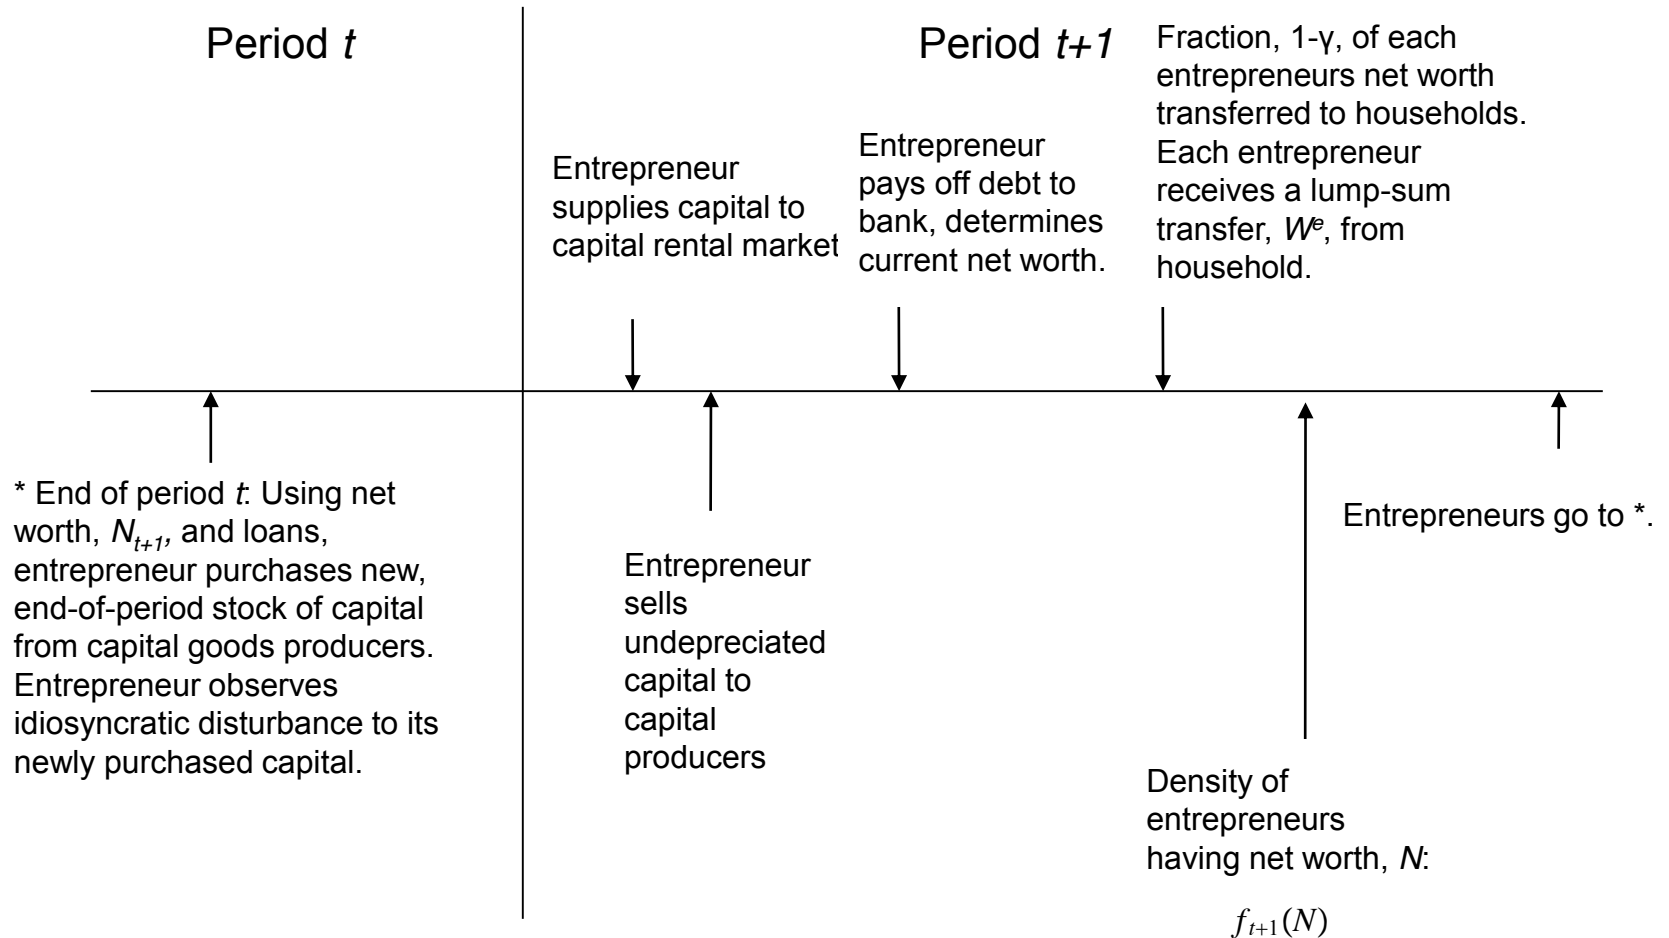 Period t
Period t+1
Fraction, 1-γ, of each
entrepreneurs net worth
transferred to households.
Each entrepreneur
receives a lump-sum
transfer, Wᵉ, from
household.
Entrepreneur
supplies capital to
capital rental market
Entrepreneur
pays off debt to
bank, determines
current net worth.
* End of period t: Using net
worth, Nₜ₊₁, and loans,
entrepreneur purchases new,
end-of-period stock of capital
from capital goods producers.
Entrepreneur observes
idiosyncratic disturbance to its
newly purchased capital.
Entrepreneur
sells
undepreciated
capital to
capital
producers
Entrepreneurs go to *.
Density of
entrepreneurs
having net worth, N:
fₜ₊₁(N)